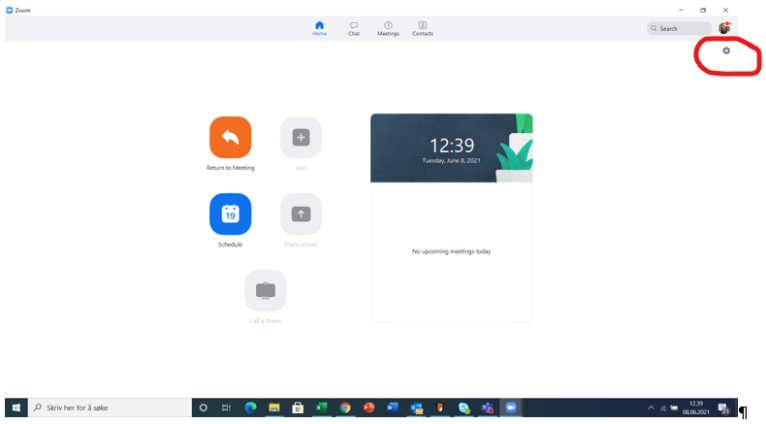 Zoom
Home
Chat
Meetings
Contacts
Search
Return to Meeting
Join
12:39
Tuesday, June 8, 2021
19
Schedule
Share screen
No upcoming meetings today
Call a Room
Skriv her for å søke
12.39
08.06.2021
¶